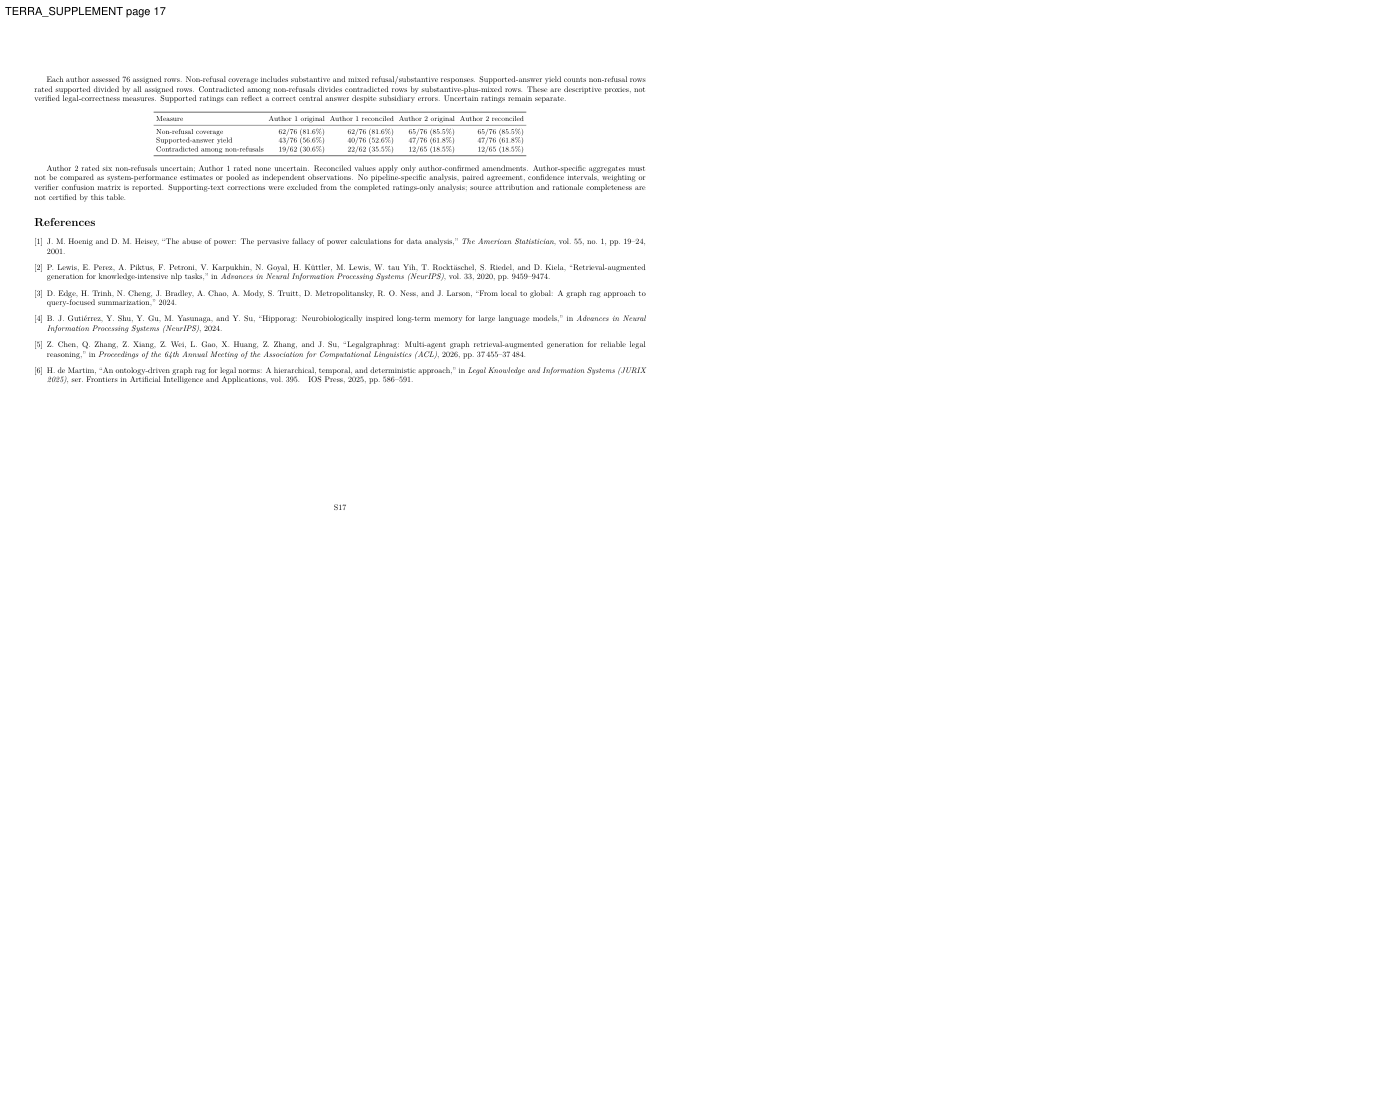 TERRA_SUPPLEMENT page 17
Each author assessed 76 assigned rows. Non-refusal coverage includes substantive and mixed refusal/substantive responses. Supported-answer yield counts non-refusal rows
rated supported divided by all assigned rows. Contradicted among non-refusals divides contradicted rows by substantive-plus-mixed rows. These are descriptive proxies, not
verified legal-correctness measures. Supported ratings can reflect a correct central answer despite subsidiary errors. Uncertain ratings remain separate.
Measure Author 1 original Author 1 reconciled Author 2 original Author 2 reconciled
Non-refusal coverage 62/76 (81.6%) 62/76 (81.6%) 65/76 (85.5%) 65/76 (85.5%)
Supported-answer yield 43/76 (56.6%) 40/76 (52.6%) 47/76 (61.8%) 47/76 (61.8%)
Contradicted among non-refusals 19/62 (30.6%) 22/62 (35.5%) 12/65 (18.5%) 12/65 (18.5%)
Author 2 rated six non-refusals uncertain; Author 1 rated none uncertain. Reconciled values apply only author-confirmed amendments. Author-specific aggregates must
not be compared as system-performance estimates or pooled as independent observations. No pipeline-specific analysis, paired agreement, confidence intervals, weighting or
verifier confusion matrix is reported. Supporting-text corrections were excluded from the completed ratings-only analysis; source attribution and rationale completeness are
not certified by this table.
References
[1] J. M. Hoenig and D. M. Heisey, “The abuse of power: The pervasive fallacy of power calculations for data analysis,” The American Statistician, vol. 55, no. 1, pp. 19–24,
2001.
[2] P. Lewis, E. Perez, A. Piktus, F. Petroni, V. Karpukhin, N. Goyal, H. Küttler, M. Lewis, W. tau Yih, T. Rocktäschel, S. Riedel, and D. Kiela, “Retrieval-augmented
generation for knowledge-intensive nlp tasks,” in Advances in Neural Information Processing Systems (NeurIPS), vol. 33, 2020, pp. 9459–9474.
[3] D. Edge, H. Trinh, N. Cheng, J. Bradley, A. Chao, A. Mody, S. Truitt, D. Metropolitansky, R. O. Ness, and J. Larson, “From local to global: A graph rag approach to
query-focused summarization,” 2024.
[4] B. J. Gutiérrez, Y. Shu, Y. Gu, M. Yasunaga, and Y. Su, “Hipporag: Neurobiologically inspired long-term memory for large language models,” in Advances in Neural
Information Processing Systems (NeurIPS), 2024.
[5] Z. Chen, Q. Zhang, Z. Xiang, Z. Wei, L. Gao, X. Huang, Z. Zhang, and J. Su, “Legalgraphrag: Multi-agent graph retrieval-augmented generation for reliable legal
reasoning,” in Proceedings of the 64th Annual Meeting of the Association for Computational Linguistics (ACL), 2026, pp. 37 455–37 484.
[6] H. de Martim, “An ontology-driven graph rag for legal norms: A hierarchical, temporal, and deterministic approach,” in Legal Knowledge and Information Systems (JURIX
2025), ser. Frontiers in Artificial Intelligence and Applications, vol. 395. IOS Press, 2025, pp. 586–591.
S17